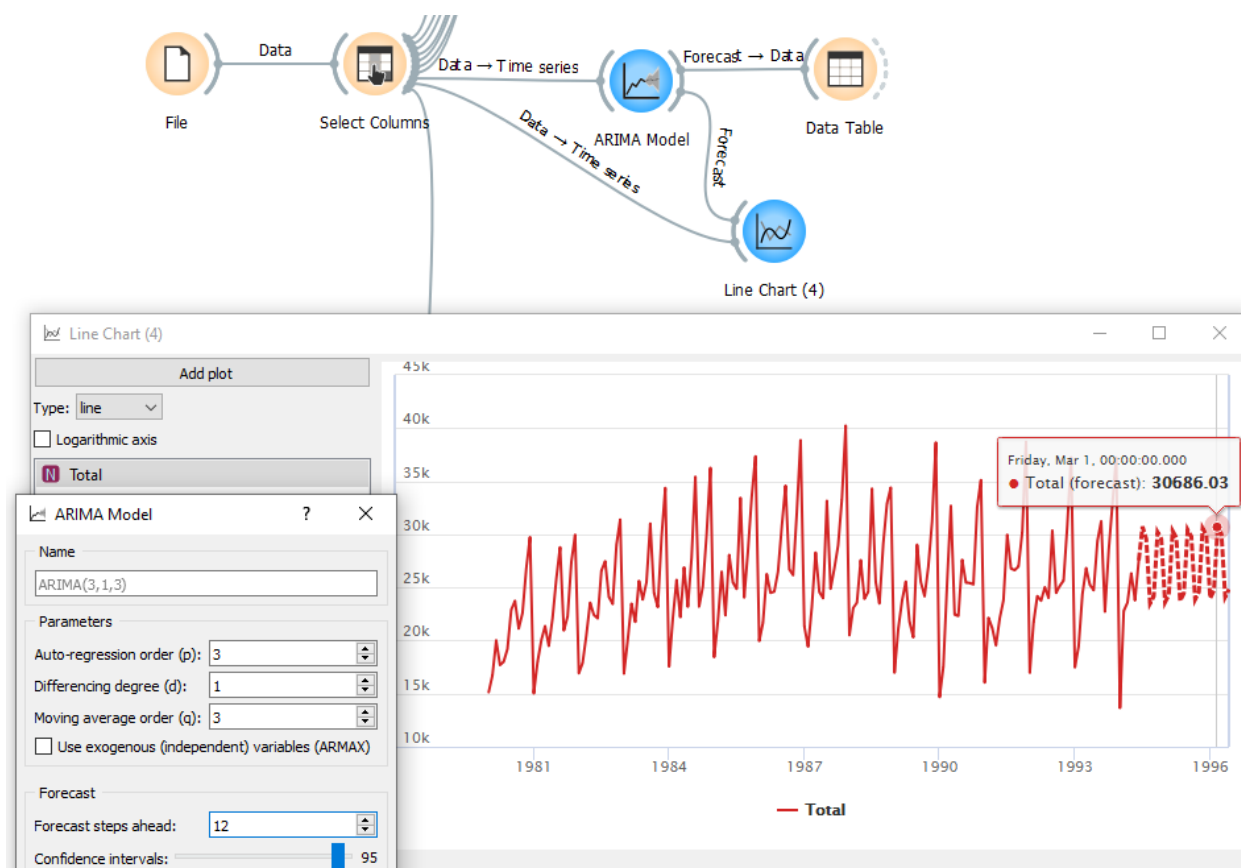 Data
Data → Time series
Forecast → Data
File
Select Columns
ARIMA Model
Data Table
Data → Time series
Forecast
Line Chart (4)
Line Chart (4)
Add plot
Type: line
Logarithmic axis
N Total
ARIMA Model ?
Name
ARIMA(3,1,3)
Parameters
Auto-regression order (p): 3
Differencing degree (d): 1
Moving average order (q): 3
Use exogenous (independent) variables (ARMAX)
Forecast
Forecast steps ahead: 12
Confidence intervals: 95
45k
40k
35k
30k
25k
20k
15k
10k
Friday, Mar 1, 00:00:00.000
Total (forecast): 30686.03
1981 1984 1987 1990 1993 1996
Total